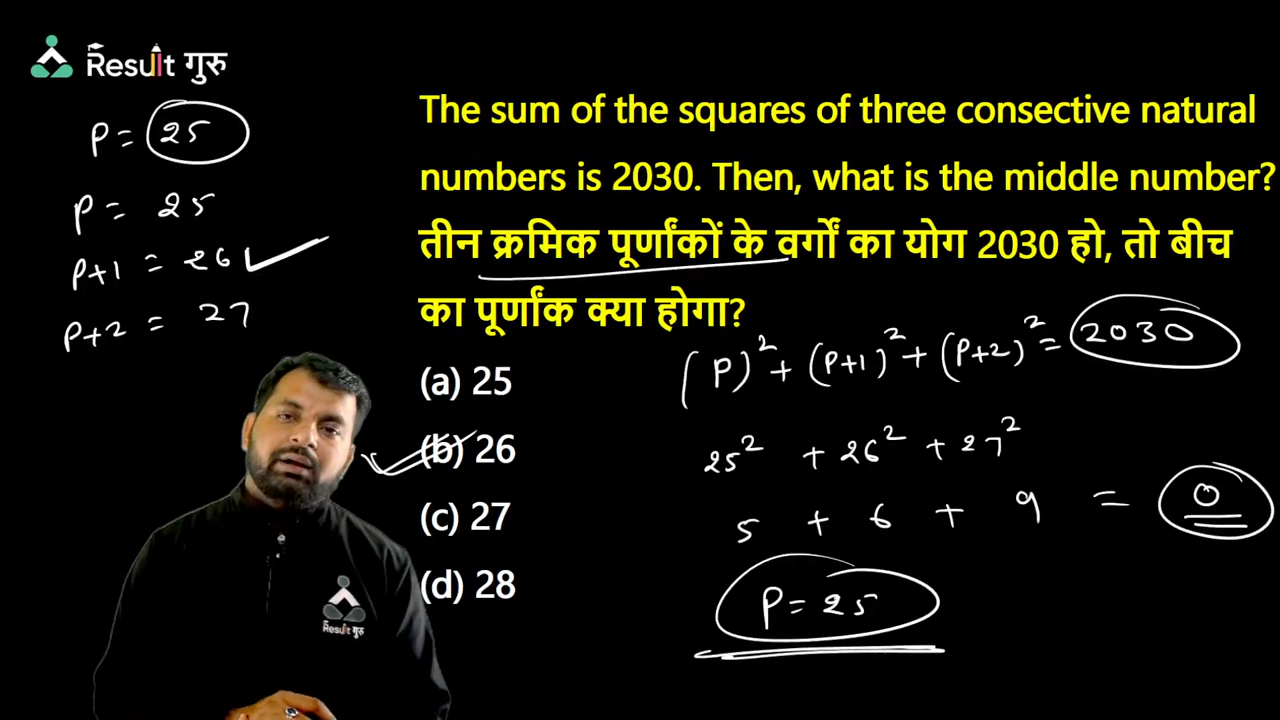 Result गुरु
P = 25
P = 25
P+1 = 26
P+2 = 27
The sum of the squares of three consective natural
numbers is 2030. Then, what is the middle number?
तीन क्रमिक पूर्णांकों के वर्गों का योग 2030 हो, तो बीच
का पूर्णांक क्या होगा?
(P)² + (P+1)² + (P+2)² = 2030
(a) 25
(b) 26
(c) 27
(d) 28
25² + 26² + 27²
5 + 6 + 9 = 0
P = 25
Result गुरु